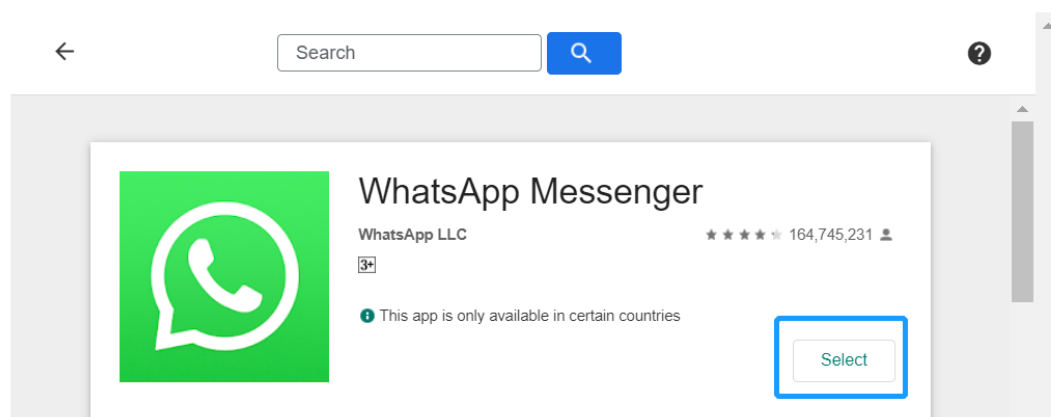 Search
WhatsApp Messenger
WhatsApp LLC
164,745,231
3+
This app is only available in certain countries
Select